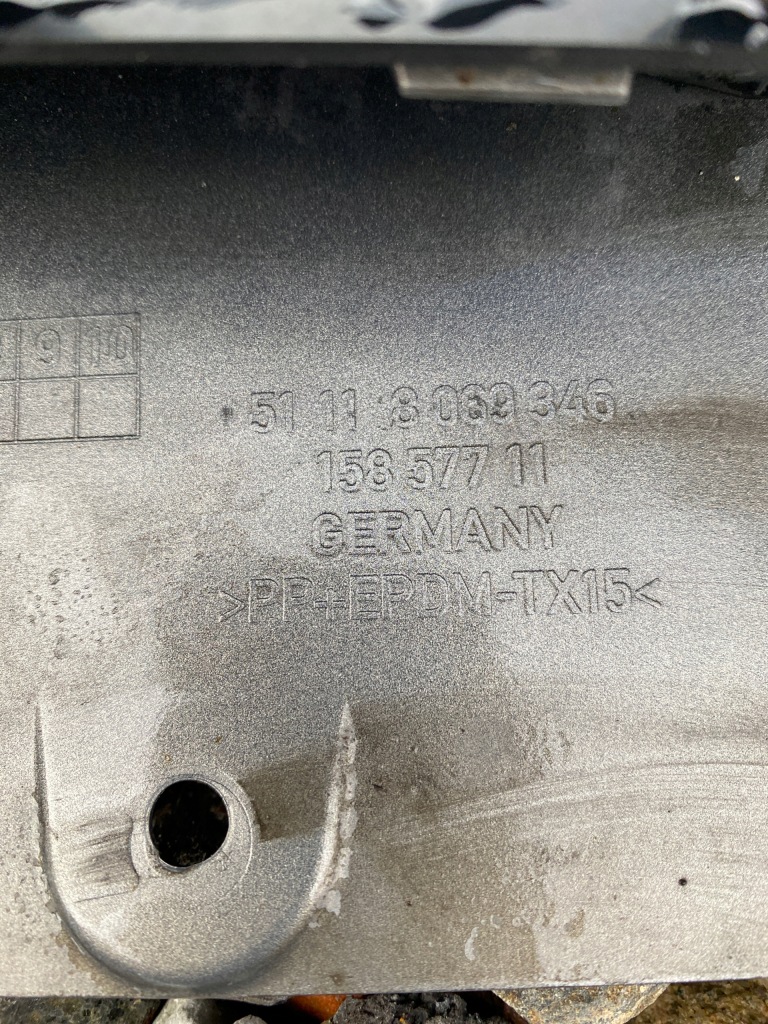 9 10
51 11 8 069 346
158 577 11
GERMANY
>PP+EPDM-TX15<